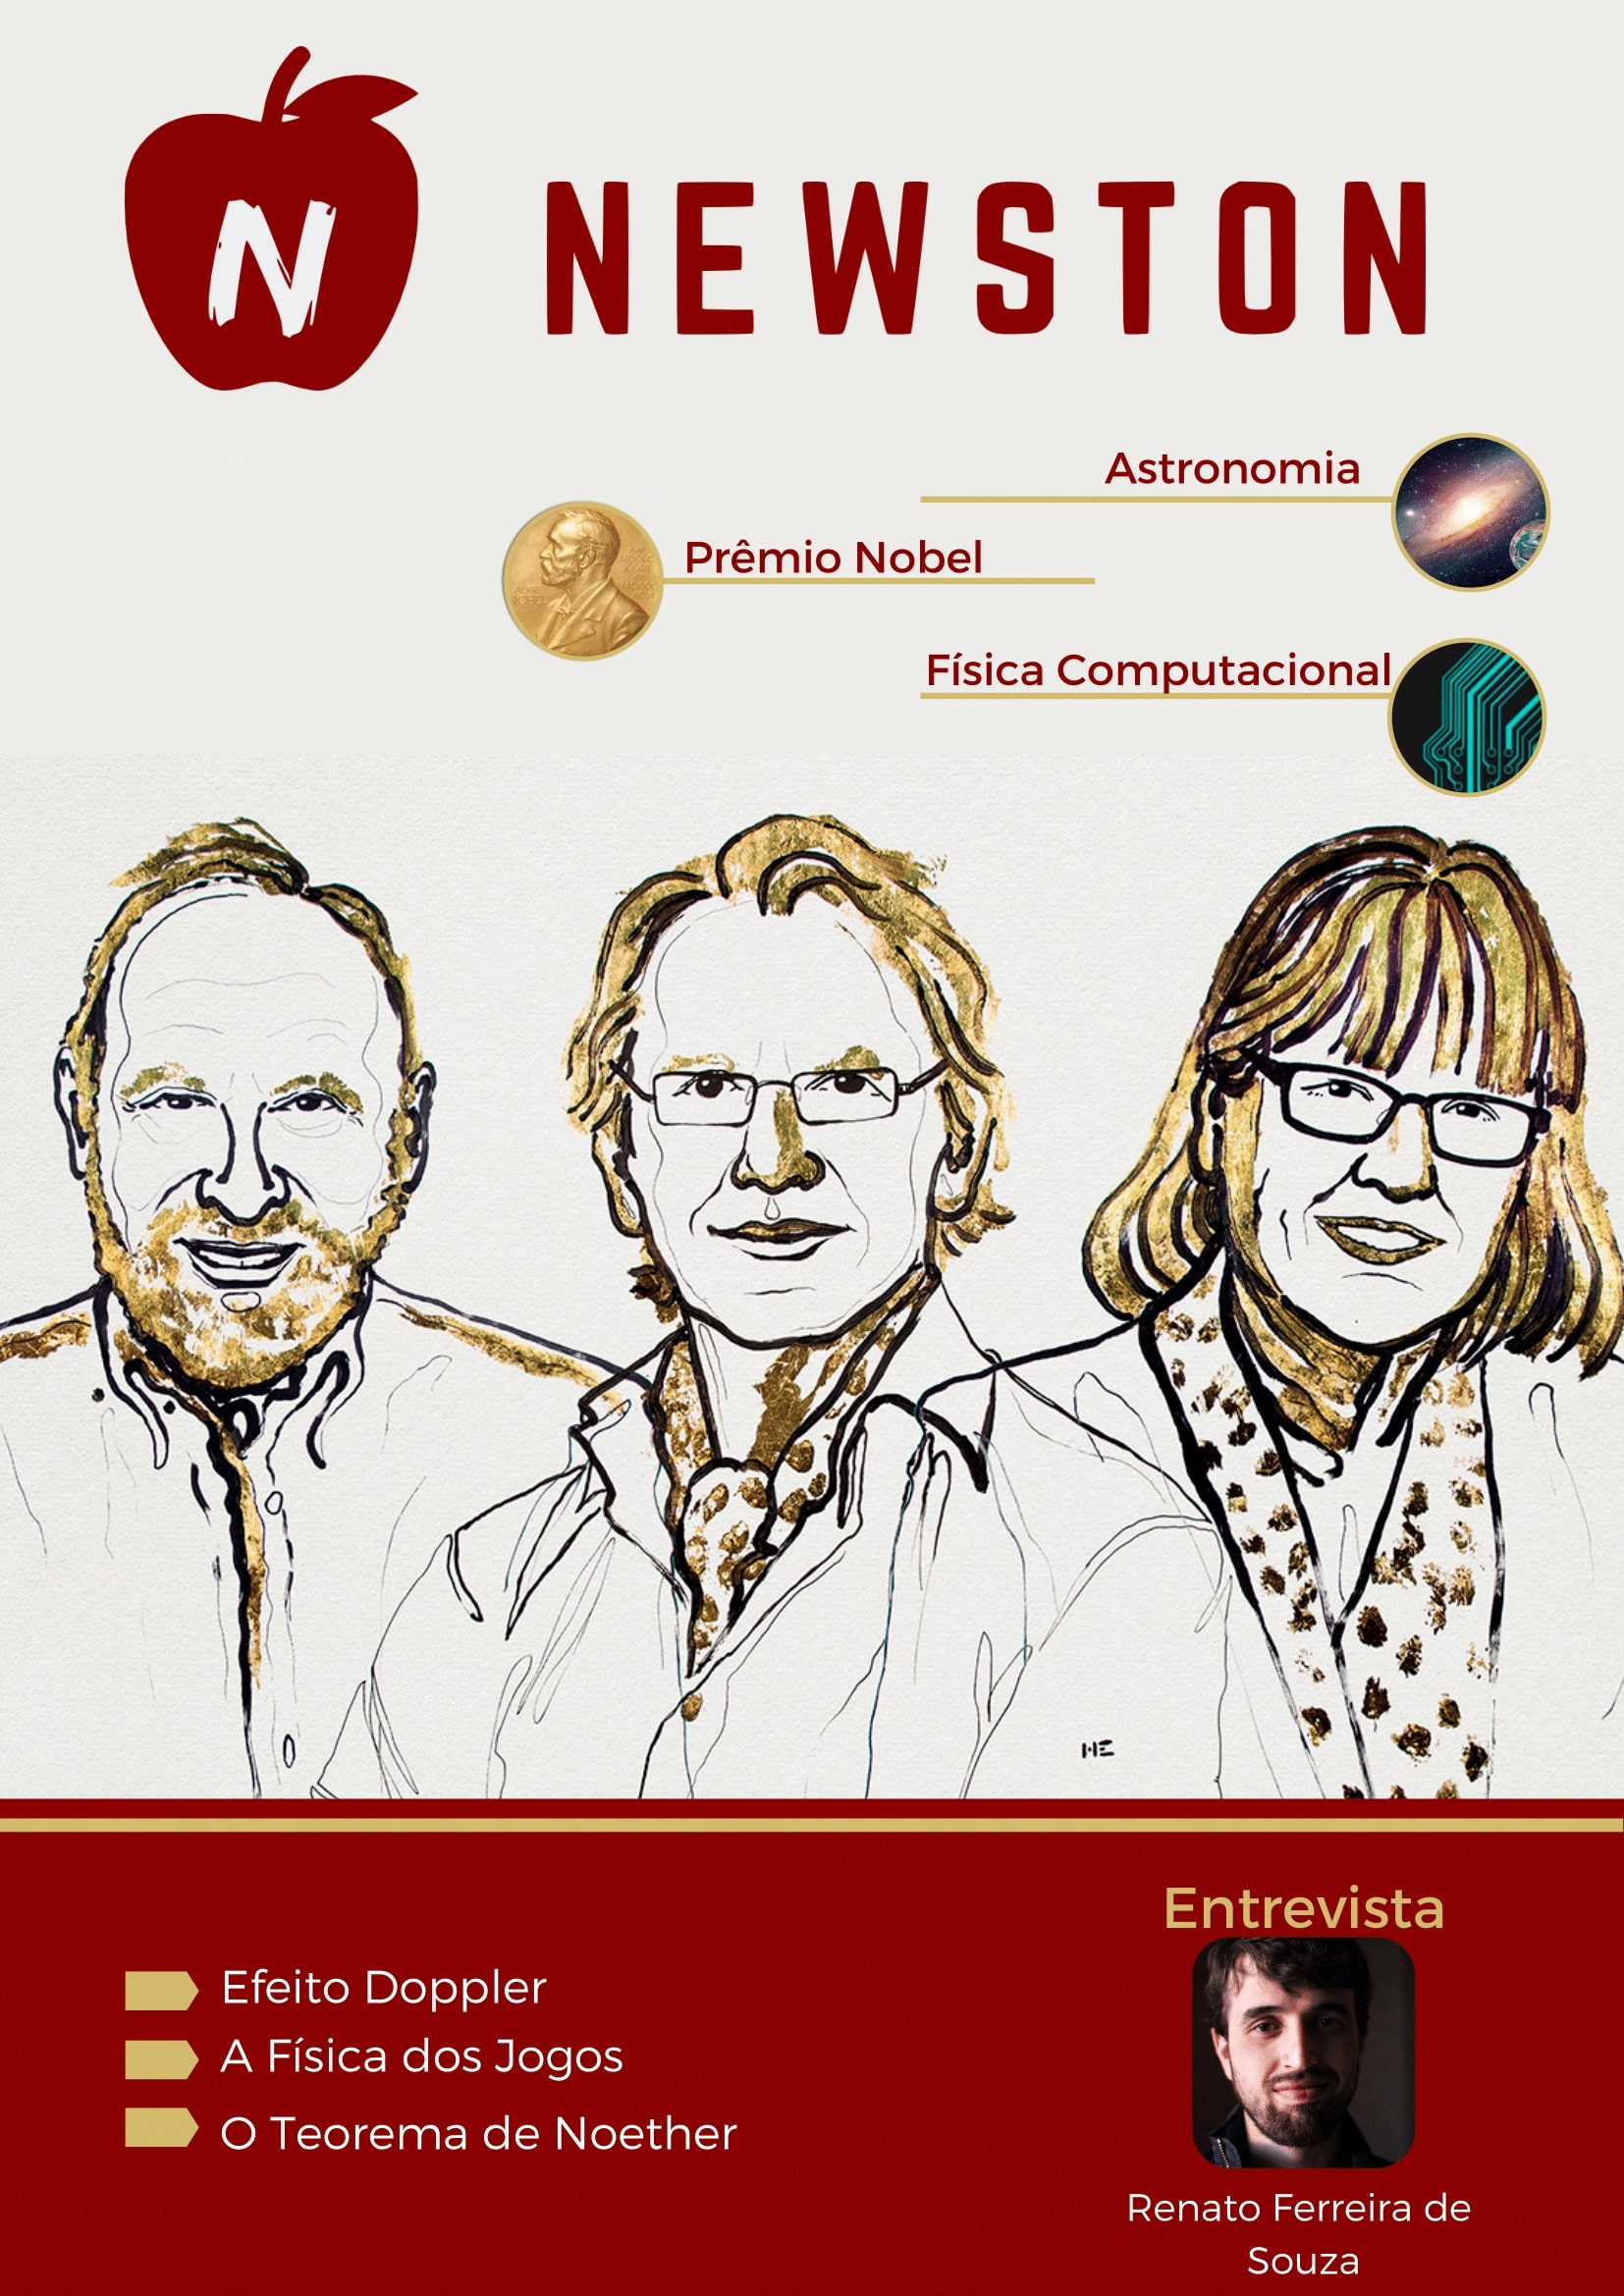 N
NEWSTON
Astronomia
Prêmio Nobel
Física Computacional
Entrevista
Efeito Doppler
A Física dos Jogos
O Teorema de Noether
Renato Ferreira de
Souza